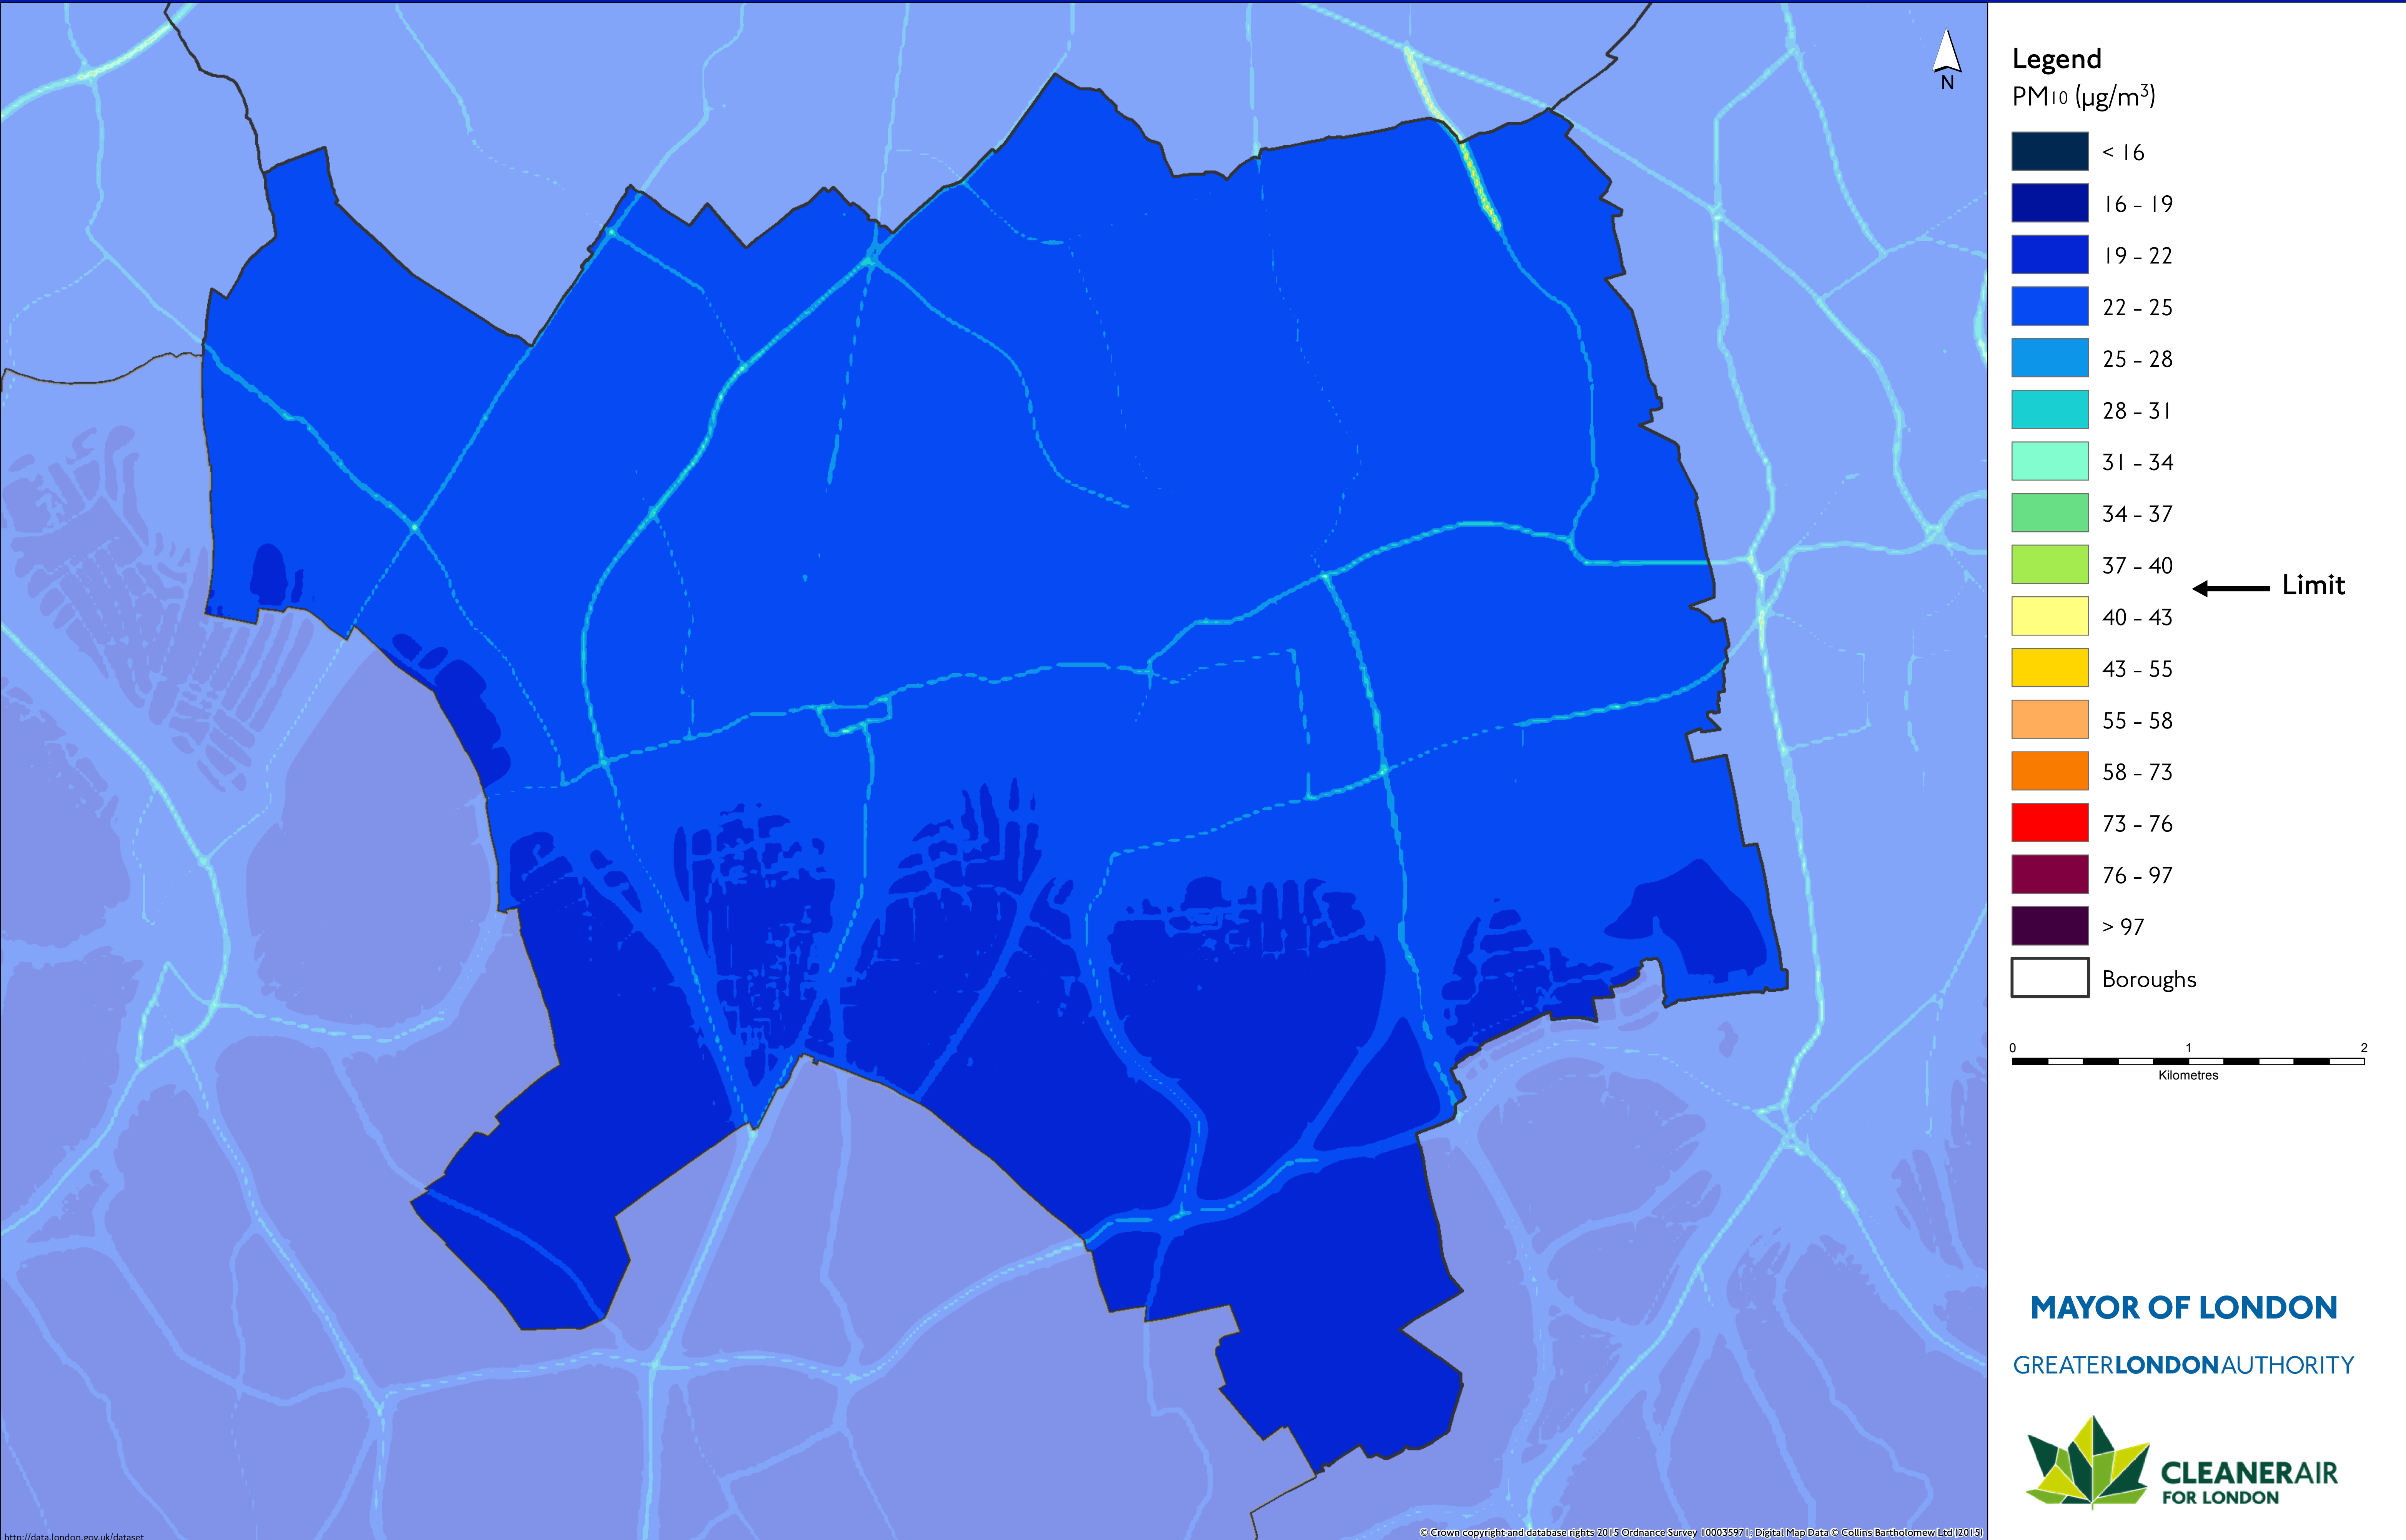 N
Legend
PM10 (µg/m³)
< 16
16 - 19
19 - 22
22 - 25
25 - 28
28 - 31
31 - 34
34 - 37
37 - 40
Limit
40 - 43
43 - 55
55 - 58
58 - 73
73 - 76
76 - 97
> 97
Boroughs
0 1 2
Kilometres
MAYOR OF LONDON
GREATERLONDONAUTHORITY
CLEANERAIR
FOR LONDON
http://data.london.gov.uk/dataset
© Crown copyright and database rights 2015 Ordnance Survey 100035971; Digital Map Data © Collins Bartholomew Ltd (2015)